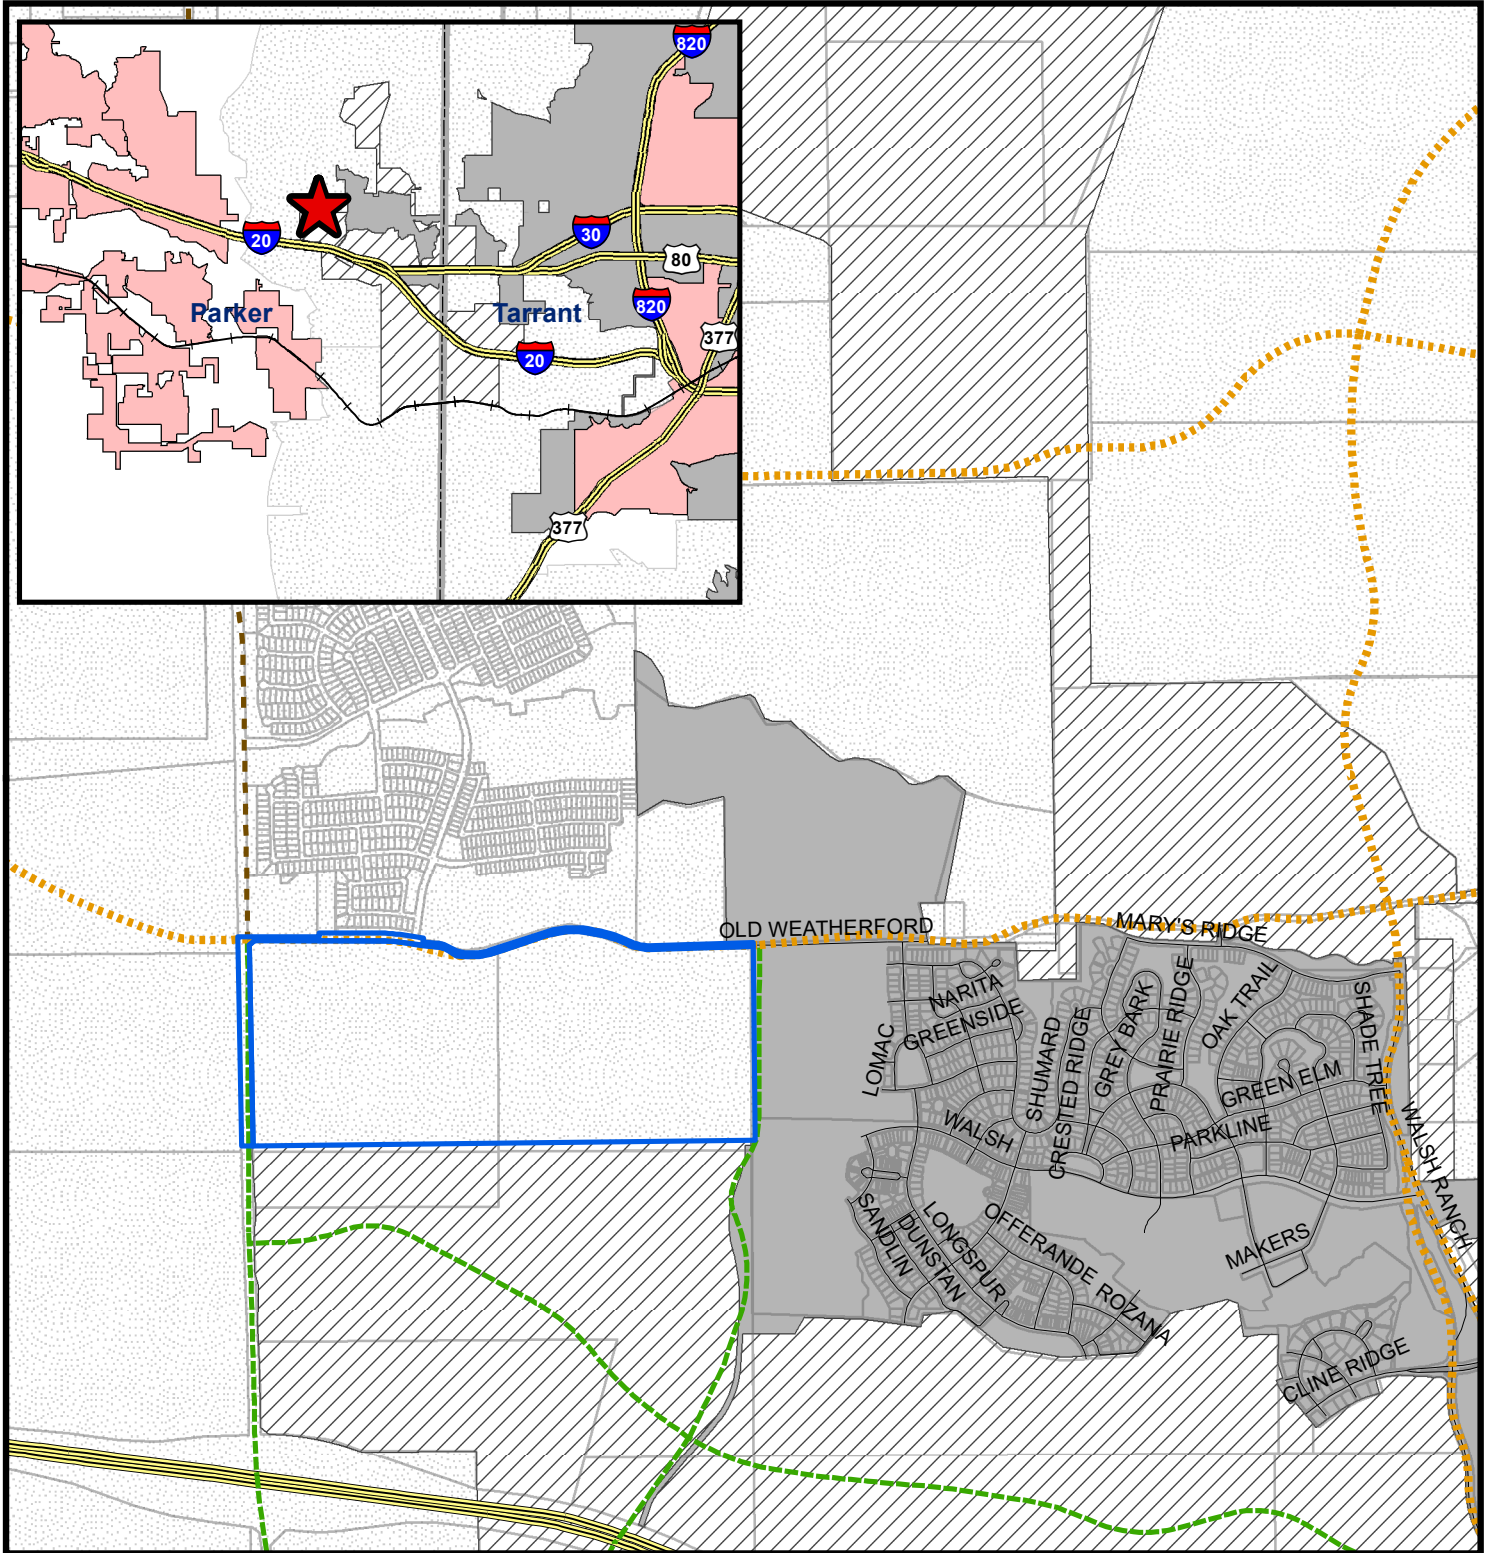 820
20
30
80
Parker
Tarrant
820
377
20
377
OLD WEATHERFORD
MARY'S RIDGE
NARITA
GREENSIDE
LOMAC
SHUMARD
CRESTED RIDGE
GREY BARK
PRAIRIE RIDGE
OAK TRAIL
SHADE TREE
GREEN ELM
PARKLINE
WALSH
WALSH RANCH
SANDLIN
DUNSTAN
LONGSPUR
OFFERANDE
ROZANA
MAKERS
CLINE RIDGE